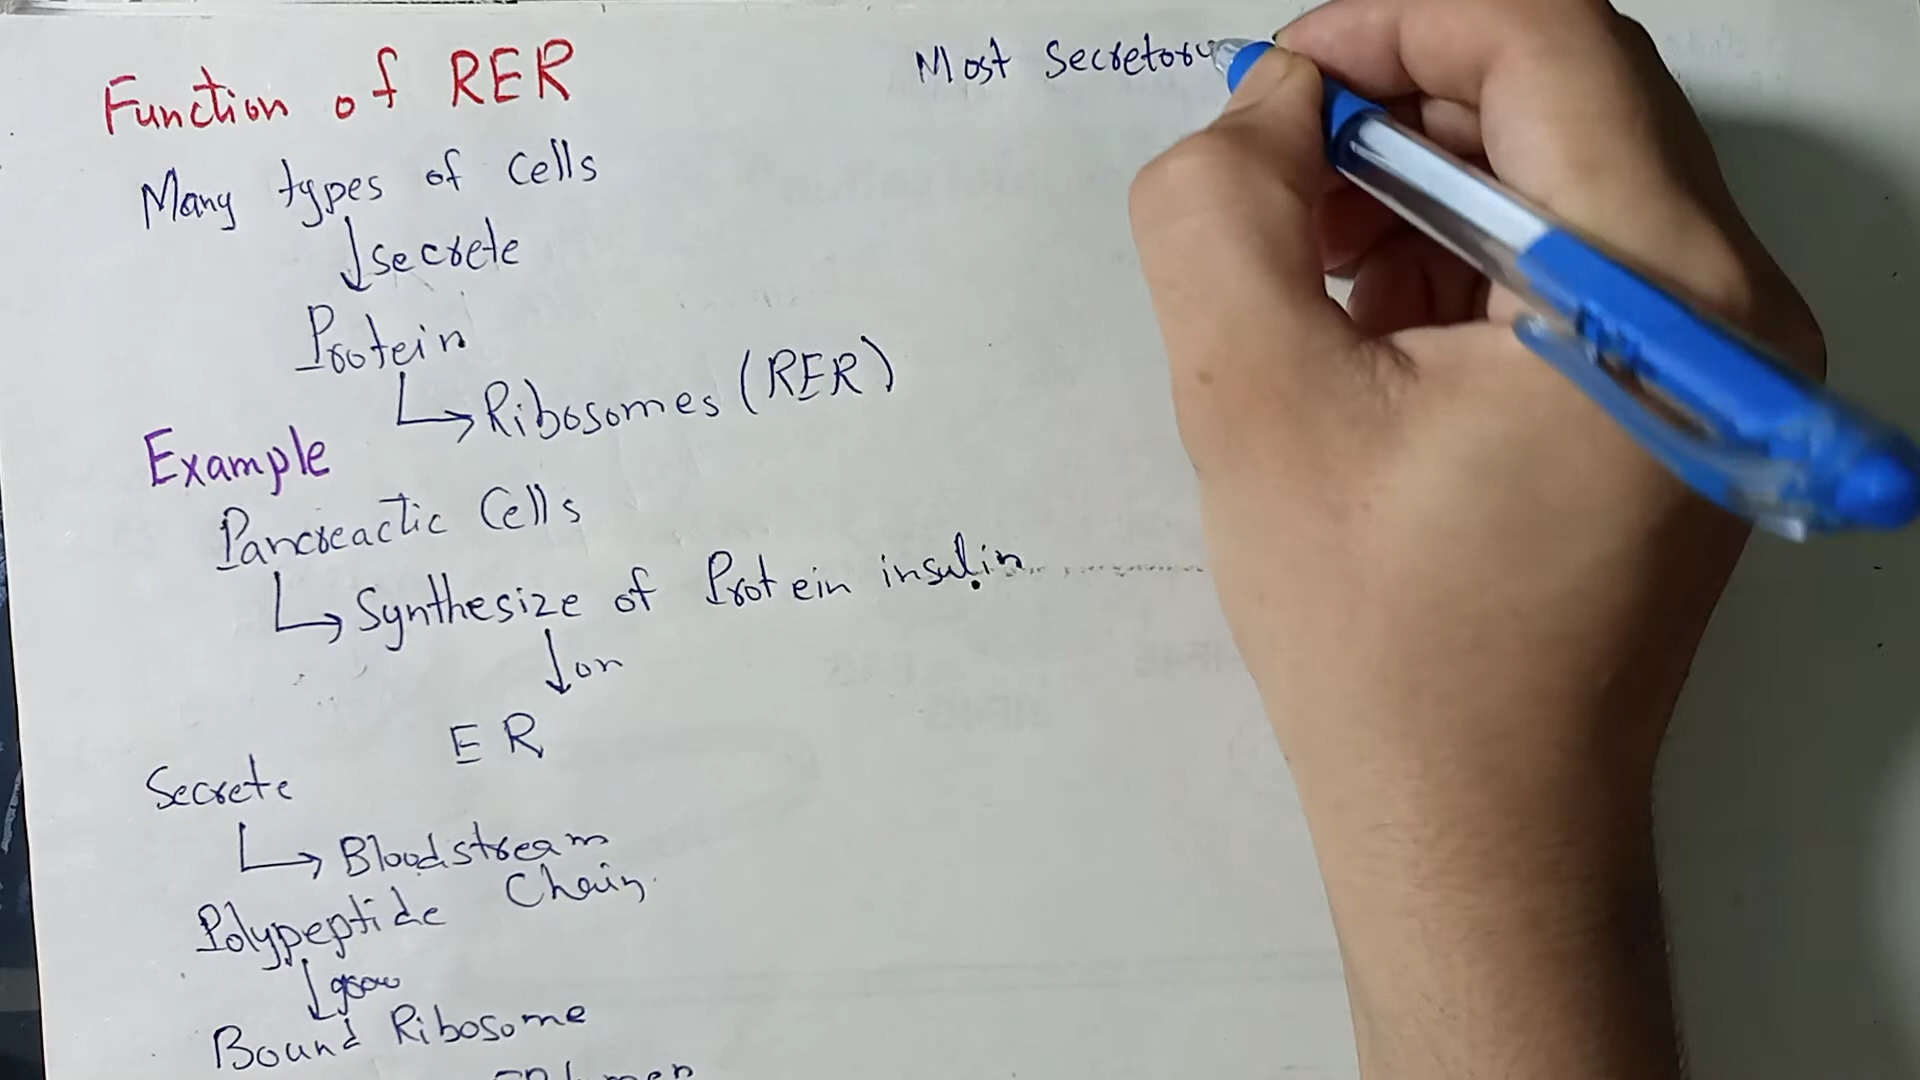 Function of RER
Many types of cells
secrete
Protein
Ribosomes (RER)
Example
Pancreactic Cells
Synthesize of Protein insulin
on
ER
Secrete
Bloodstream
Polypeptide Chain
grow
Bound Ribosome
Most Secretory